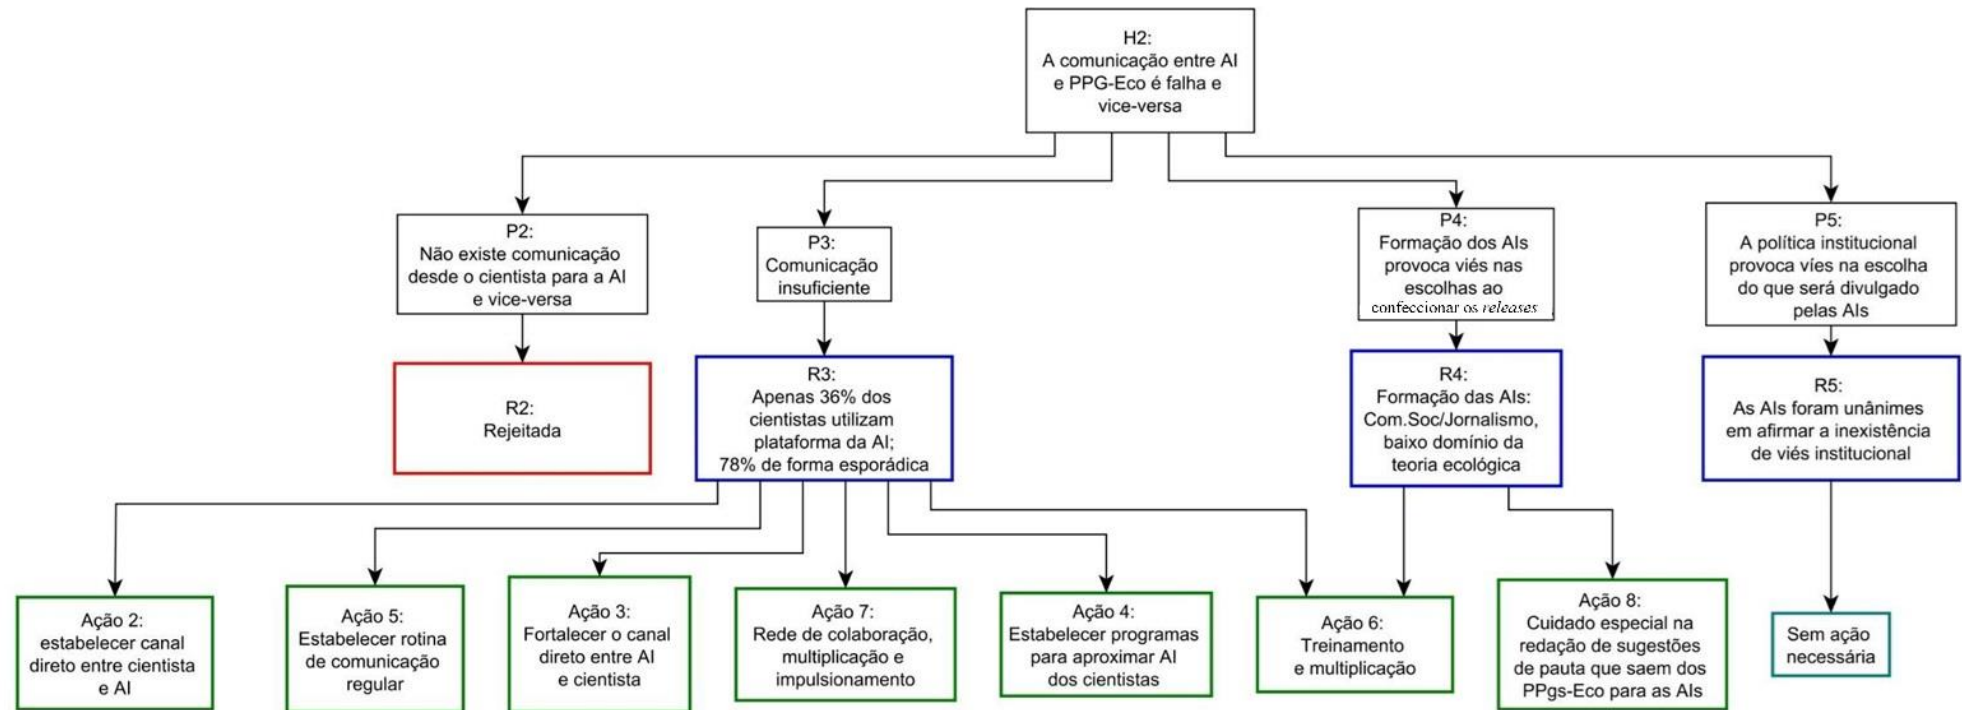 H2:
A comunicação entre AI
e PPG-Eco é falha e
vice-versa
P2:
Não existe comunicação
desde o cientista para a AI
e vice-versa
P3:
Comunicação
insuficiente
P4:
Formação dos AIs
provoca viés nas
escolhas ao
confeccionar os releases
P5:
A política institucional
provoca víes na escolha
do que será divulgado
pelas AIs
R2:
Rejeitada
R3:
Apenas 36% dos
cientistas utilizam
plataforma da AI;
78% de forma esporádica
R4:
Formação das AIs:
Com.Soc/Jornalismo,
baixo domínio da
teoria ecológica
R5:
As AIs foram unânimes
em afirmar a inexistência
de viés institucional
Ação 2:
estabelecer canal
direto entre cientista
e AI
Ação 5:
Estabelecer rotina
de comunicação
regular
Ação 3:
Fortalecer o canal
direto entre AI
e cientista
Ação 7:
Rede de colaboração,
multiplicação e
impulsionamento
Ação 4:
Estabelecer programas
para aproximar AI
dos cientistas
Ação 6:
Treinamento
e multiplicação
Ação 8:
Cuidado especial na
redação de sugestões
de pauta que saem dos
PPgs-Eco para as AIs
Sem ação
necessária